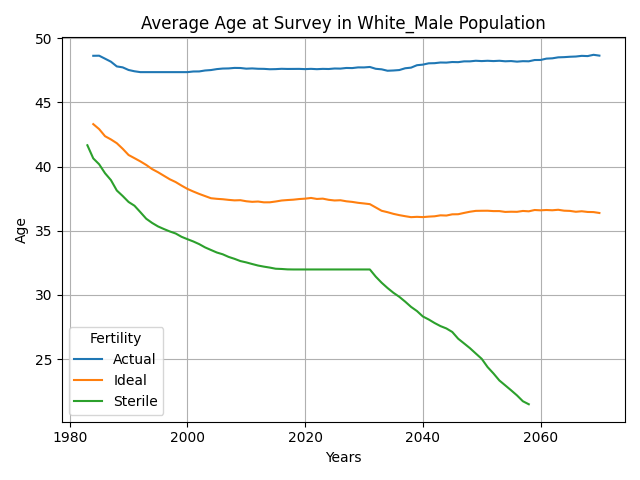 Average Age at Survey in White_Male Population
50
45
40
35
30
25
Age
Fertility
Actual
Ideal
Sterile
1980
2000
2020
2040
2060
Years